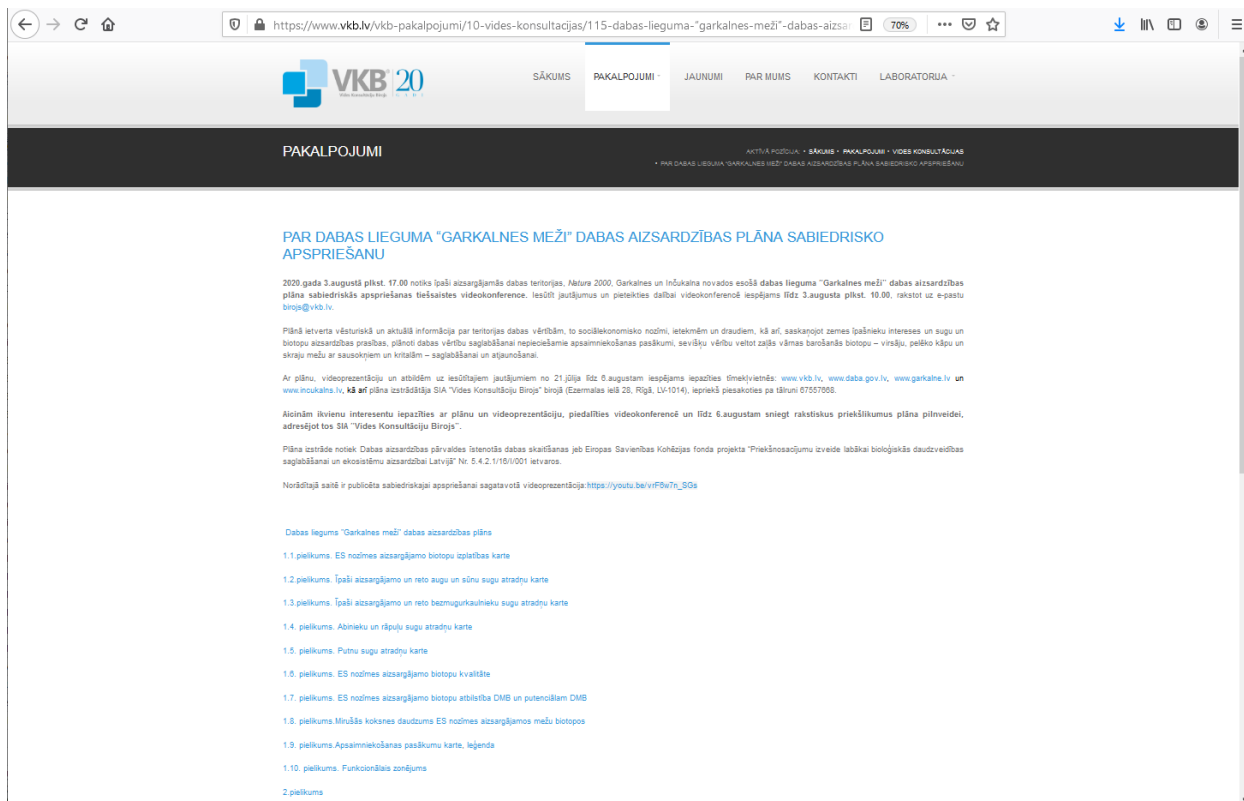 https://www.vkb.lv/vkb-pakalpojumi/10-vides-konsultacijas/115-dabas-lieguma-"garkalnes-meži"-dabas-aizsar
70%
VKB 20
Vides Konsultāciju Birojs
SĀKUMS PAKALPOJUMI JAUNUMI PAR MUMS KONTAKTI LABORATORIJA
PAKALPOJUMI
AKTĪVĀ POZĪCIJA: • SĀKUMS • PAKALPOJUMI • VIDES KONSULTĀCIJAS
• PAR DABAS LIEGUMA "GARKALNES MEŽI" DABAS AIZSARDZĪBAS PLĀNA SABIEDRISKO APSPRIEŠANU
PAR DABAS LIEGUMA "GARKALNES MEŽI" DABAS AIZSARDZĪBAS PLĀNA SABIEDRISKO
APSPRIEŠANU
2020.gada 3.augustā plkst. 17.00 notiks īpaši aizsargājamās dabas teritorijas, Natura 2000, Garkalnes un Inčukalna novados esošā dabas lieguma "Garkalnes meži" dabas aizsardzības
plāna sabiedriskās apspriešanas tiešsaistes videokonference. Iesūtīt jautājumus un pieteikties dalībai videokonferencē iespējams līdz 3.augusta plkst. 10.00, rakstot uz e-pastu
birojs@vkb.lv.
Plānā ietverta vēsturiskā un aktuālā informācija par teritorijas dabas vērtībām, to sociālekonomisko nozīmi, ietekmēm un draudiem, kā arī, saskaņojot zemes īpašnieku intereses un sugu un
biotopu aizsardzības prasības, plānoti dabas vērtību saglabāšanai nepieciešamie apsaimniekošanas pasākumi, sevišķu vērību veltot zaļās vārnas barošanās biotopu – virsāju, pelēko kāpu un
skraju mežu ar sausokņiem un kritalām – saglabāšanai un atjaunošanai.
Ar plānu, videoprezentāciju un atbildēm uz iesūtītajiem jautājumiem no 21.jūlija līdz 6.augustam iespējams iepazīties tīmekļvietnēs: www.vkb.lv, www.daba.gov.lv, www.garkalne.lv un
www.incukalns.lv, kā arī plāna izstrādātāja SIA "Vides Konsultāciju Birojs" birojā (Ezermalas ielā 28, Rīgā, LV-1014), iepriekš piesakoties pa tālruni 67557668.
Aicinām ikvienu interesentu iepazīties ar plānu un videoprezentāciju, piedalīties videokonferencē un līdz 6.augustam sniegt rakstiskus priekšlikumus plāna pilnveidei,
adresējot tos SIA "Vides Konsultāciju Birojs".
Plāna izstrāde notiek Dabas aizsardzības pārvaldes īstenotās dabas skaitīšanas jeb Eiropas Savienības Kohēzijas fonda projekta "Priekšnosacījumu izveide labākai bioloģiskās daudzveidības
saglabāšanai un ekosistēmu aizsardzībai Latvijā" Nr. 5.4.2.1/16/I/001 ietvaros.
Norādītajā saitē ir publicēta sabiedriskajai apspriešanai sagatavotā videoprezentācija:https://youtu.be/vrF6w7n_SGs
Dabas liegums "Garkalnes meži" dabas aizsardzības plāns
1.1.pielikums. ES nozīmes aizsargājamo biotopu izplatības karte
1.2.pielikums. Īpaši aizsargājamo un reto augu un sūnu sugu atradņu karte
1.3.pielikums. Īpaši aizsargājamo un reto bezmugurkaulnieku sugu atradņu karte
1.4. pielikums. Abinieku un rāpuļu sugu atradņu karte
1.5. pielikums. Putnu sugu atradņu karte
1.6. pielikums. ES nozīmes aizsargājamo biotopu kvalitāte
1.7. pielikums. ES nozīmes aizsargājamo biotopu atbilstība DMB un potenciālam DMB
1.8. pielikums.Mirušās koksnes daudzums ES nozīmes aizsargājamos mežu biotopos
1.9. pielikums.Apsaimniekošanas pasākumu karte, leģenda
1.10. pielikums. Funkcionālais zonējums
2.pielikums